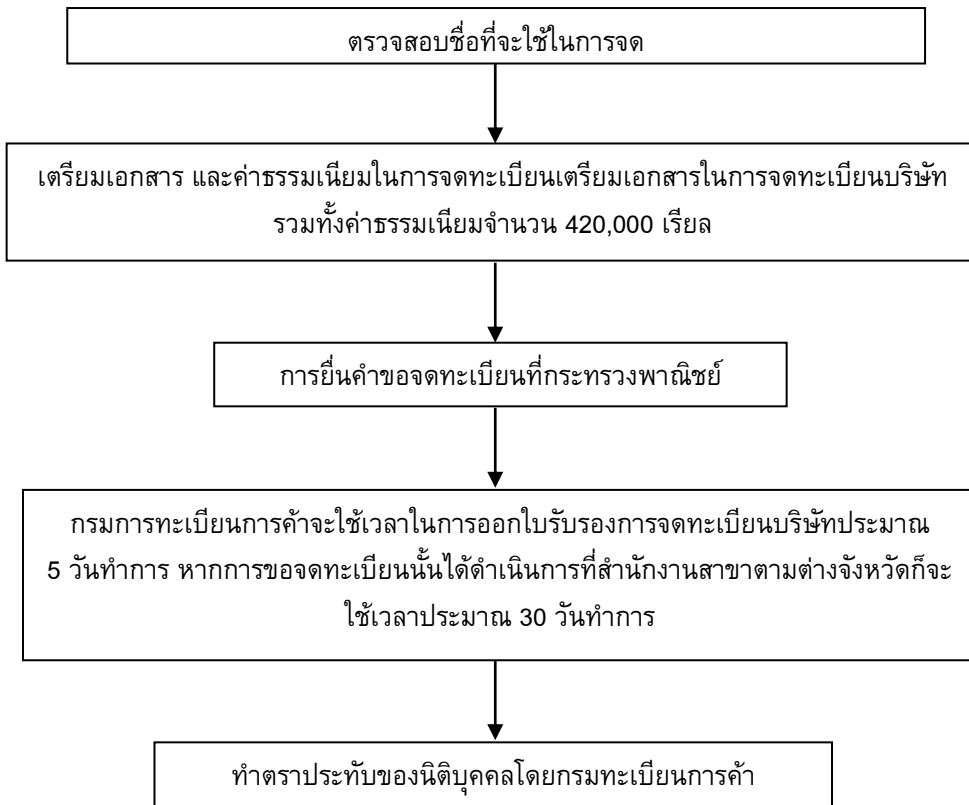 ตรวจสอบชื่อที่จะใช้ในการจด
เตรียมเอกสาร และค่าธรรมเนียมในการจดทะเบียนเตรียมเอกสารในการจดทะเบียนบริษัท
รวมทั้งค่าธรรมเนียมจำนวน 420,000 เรียล
การยื่นคำขอจดทะเบียนที่กระทรวงพาณิชย์
กรมการทะเบียนการค้าจะใช้เวลาในการออกใบรับรองการจดทะเบียนบริษัทประมาณ
5 วันทำการ หากการขอจดทะเบียนนั้นได้ดำเนินการที่สำนักงานสาขาตามต่างจังหวัดก็จะ
ใช้เวลาประมาณ 30 วันทำการ
ทำตราประทับของนิติบุคคลโดยกรมทะเบียนการค้า